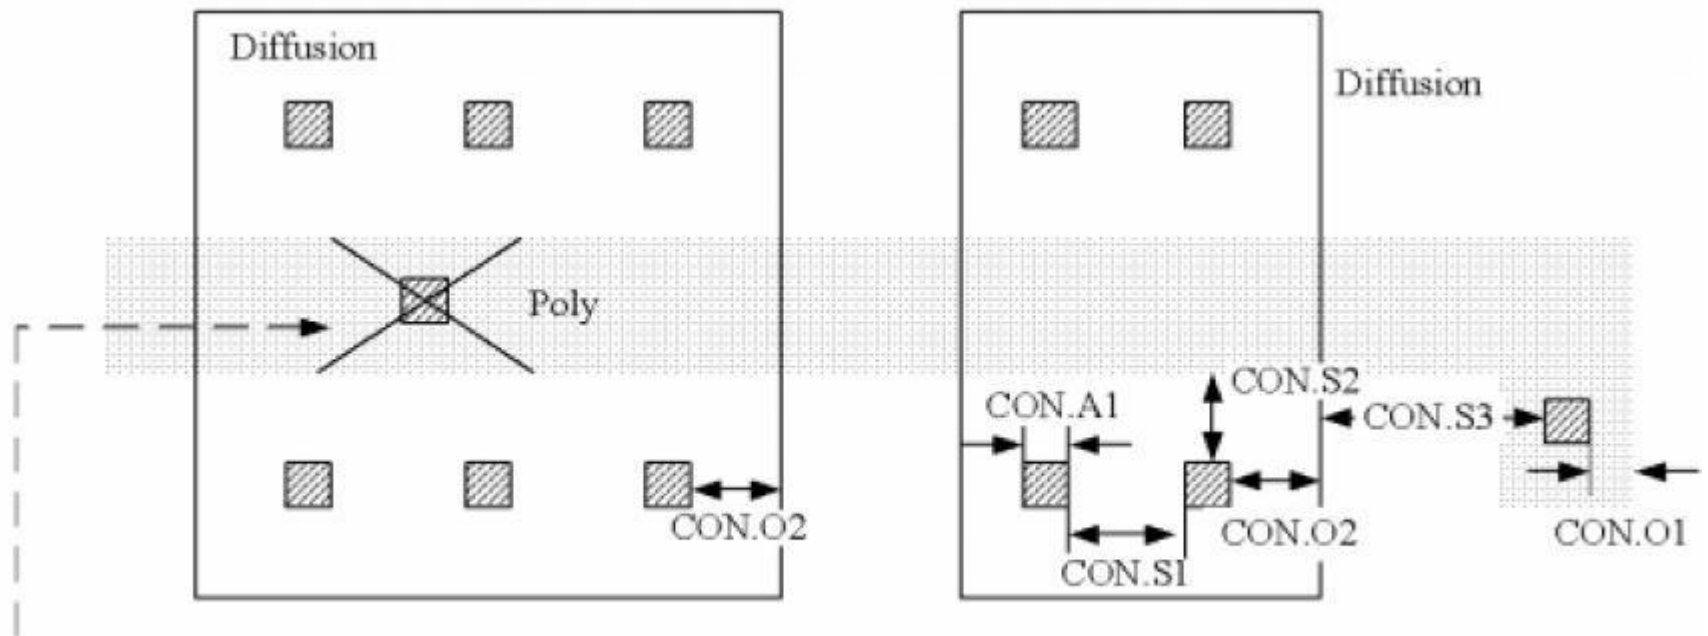 Diffusion
Diffusion
Poly
CON.S2
CON.A1
CON.S3
CON.O2
CON.S1
CON.O2
CON.O1